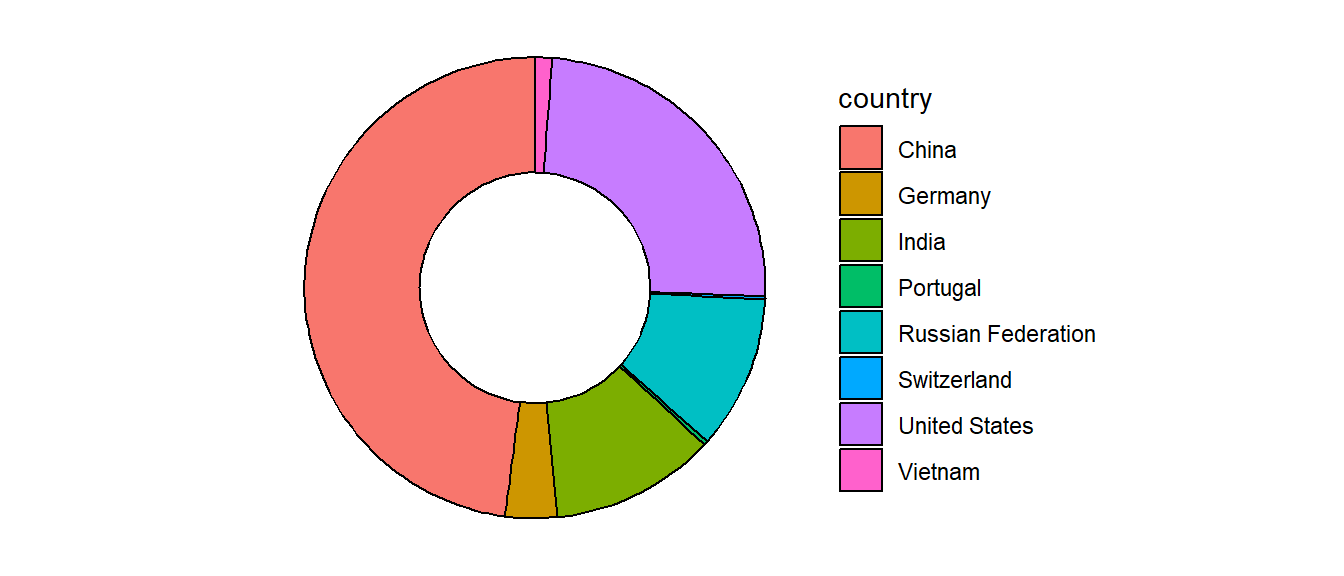 country
China
Germany
India
Portugal
Russian Federation
Switzerland
United States
Vietnam